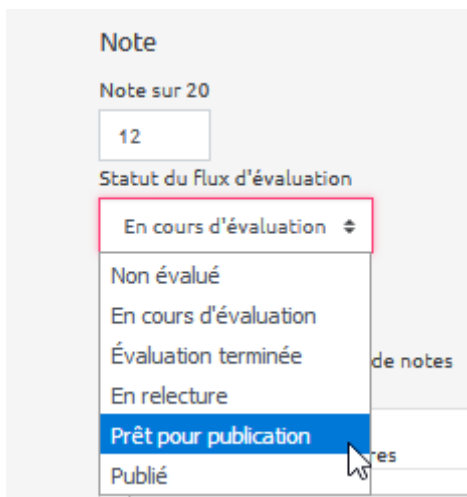 Note
Note sur 20
12
Statut du flux d'évaluation
En cours d'évaluation
Non évalué
En cours d'évaluation
Évaluation terminée
de notes
En relecture
Prêt pour publication
res
Publié